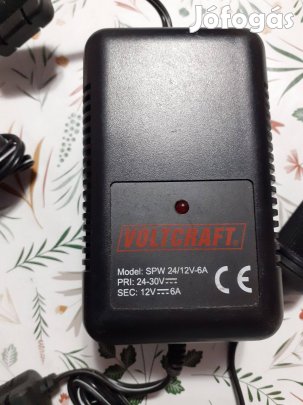 Jófogás
VOLTCRAFT
Model: SPW 24/12V-6A
PRI: 24-30V⎓
SEC: 12V⎓6A
CE